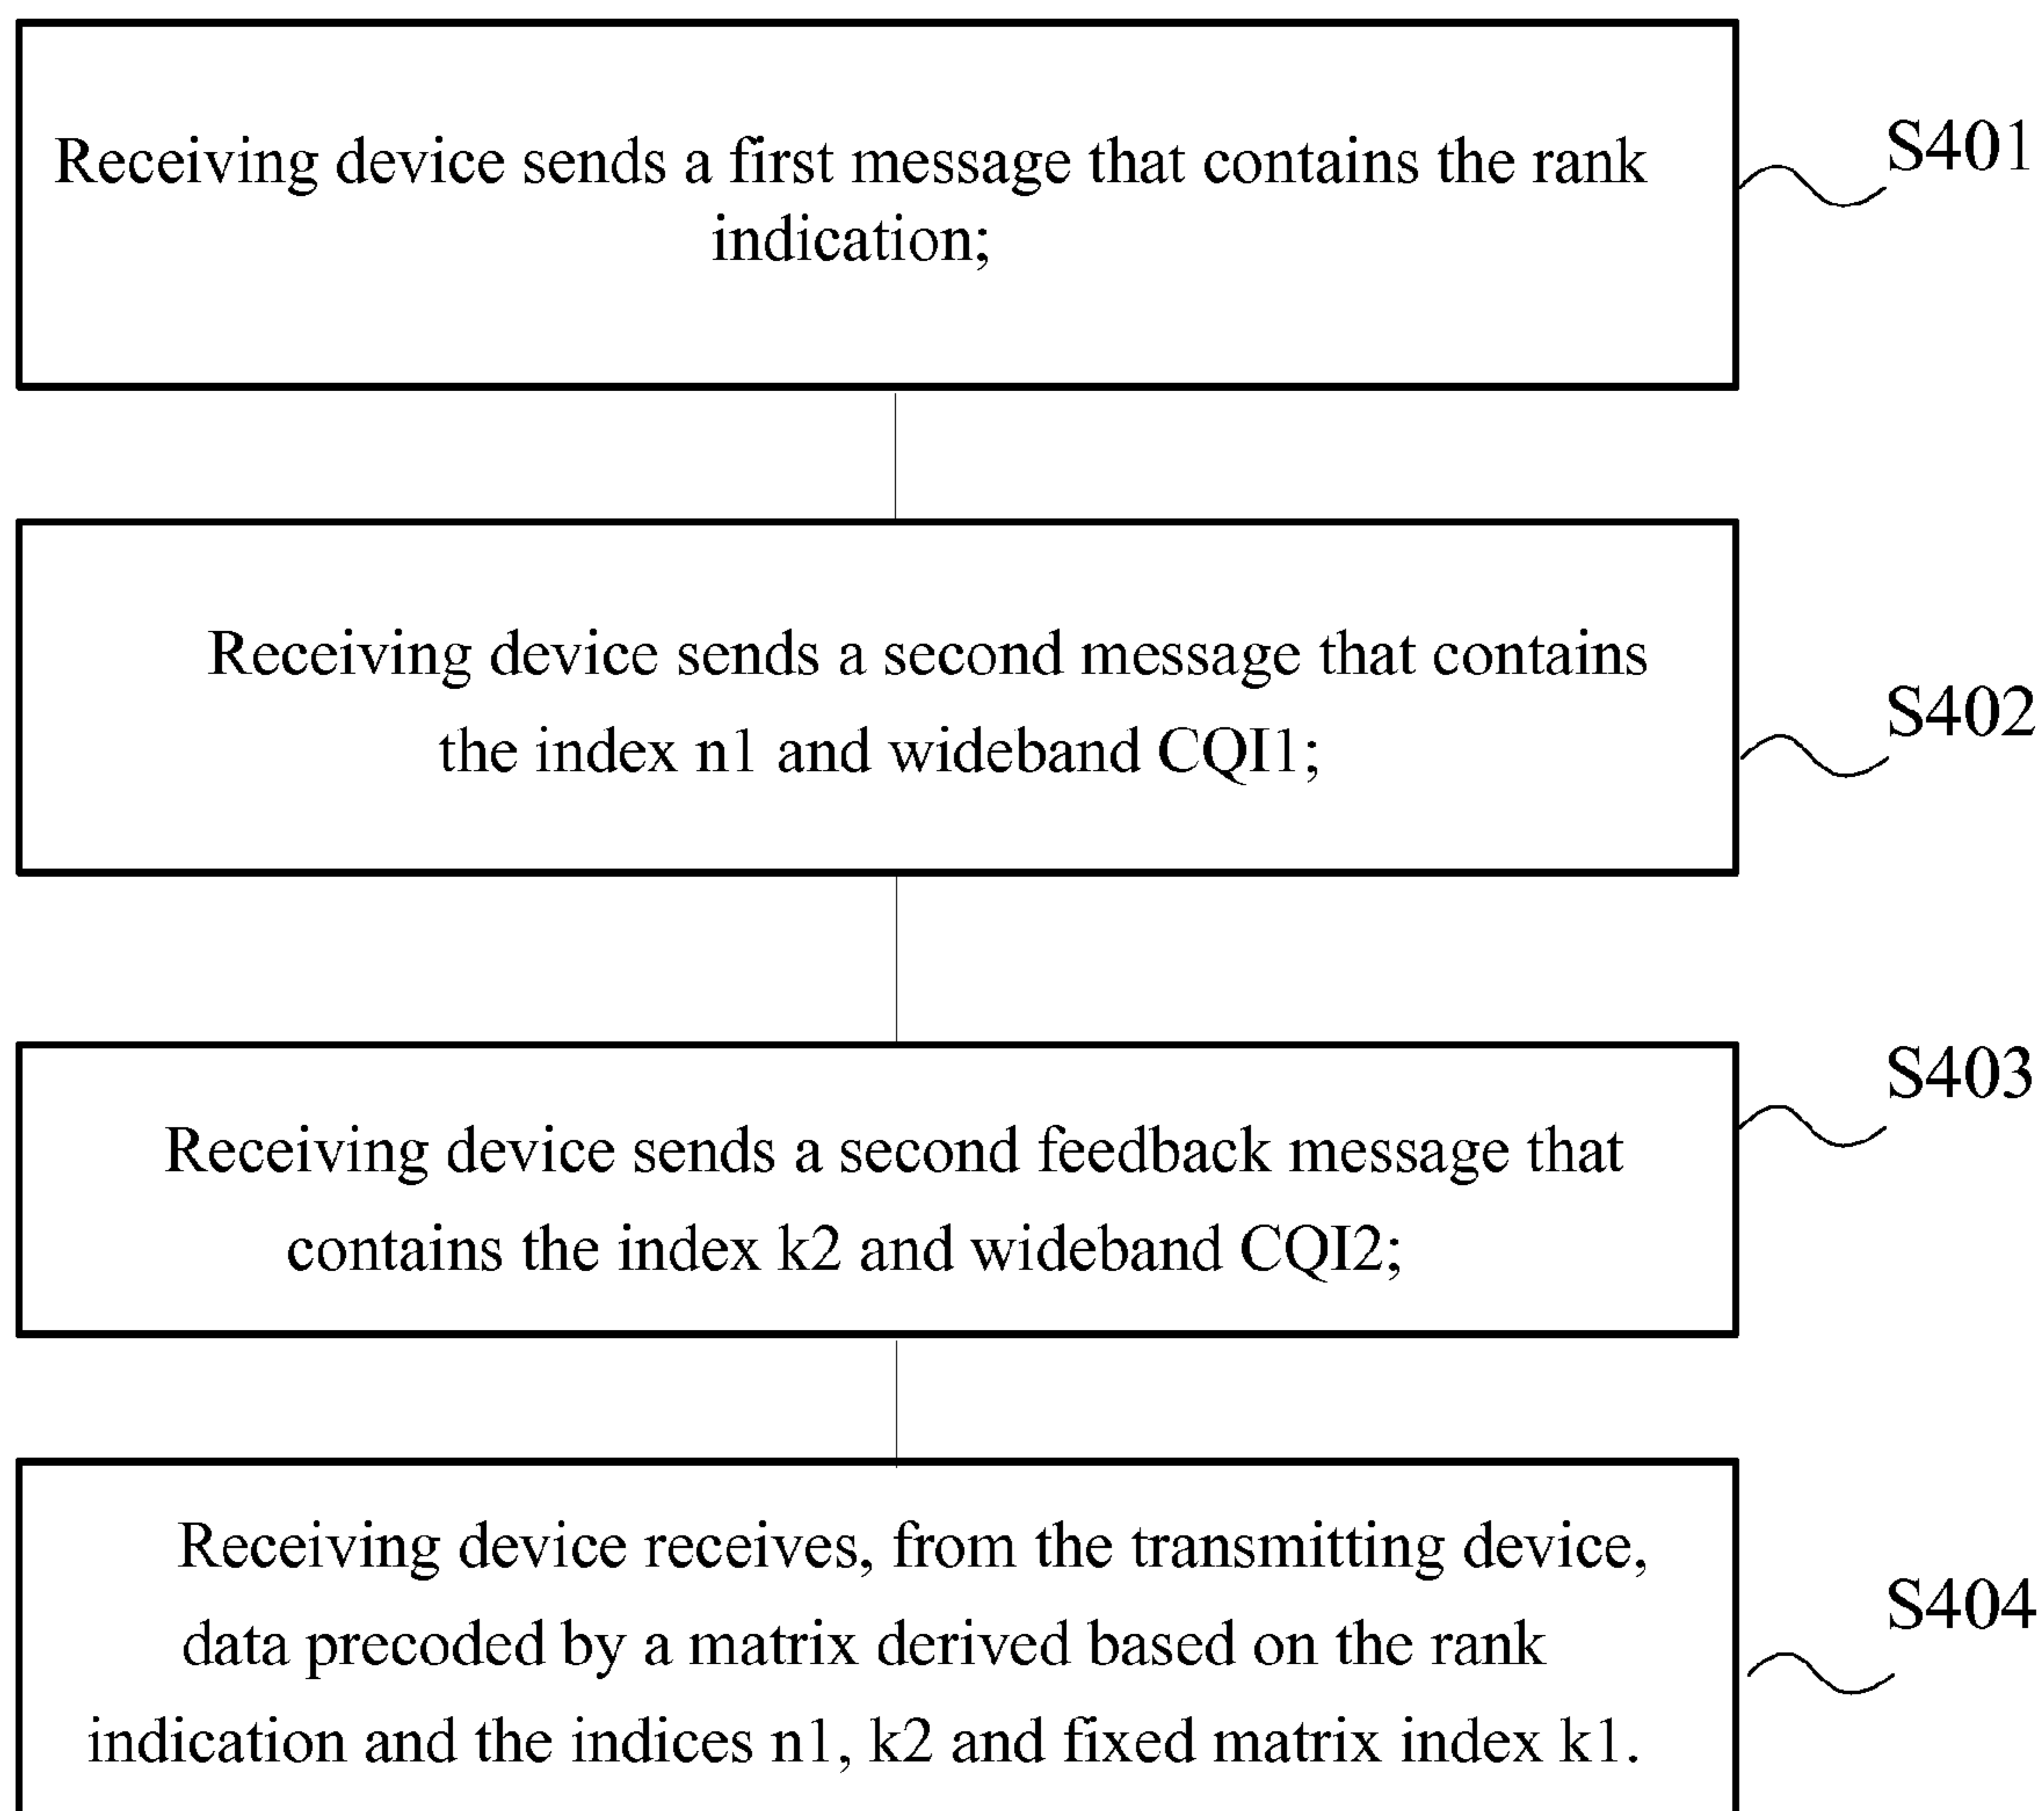 Receiving device sends a first message that contains the rank
indication;
S401
Receiving device sends a second message that contains
the index n1 and wideband CQI1;
S402
Receiving device sends a second feedback message that
contains the index k2 and wideband CQI2;
S403
Receiving device receives, from the transmitting device,
data precoded by a matrix derived based on the rank
indication and the indices n1, k2 and fixed matrix index k1.
S404